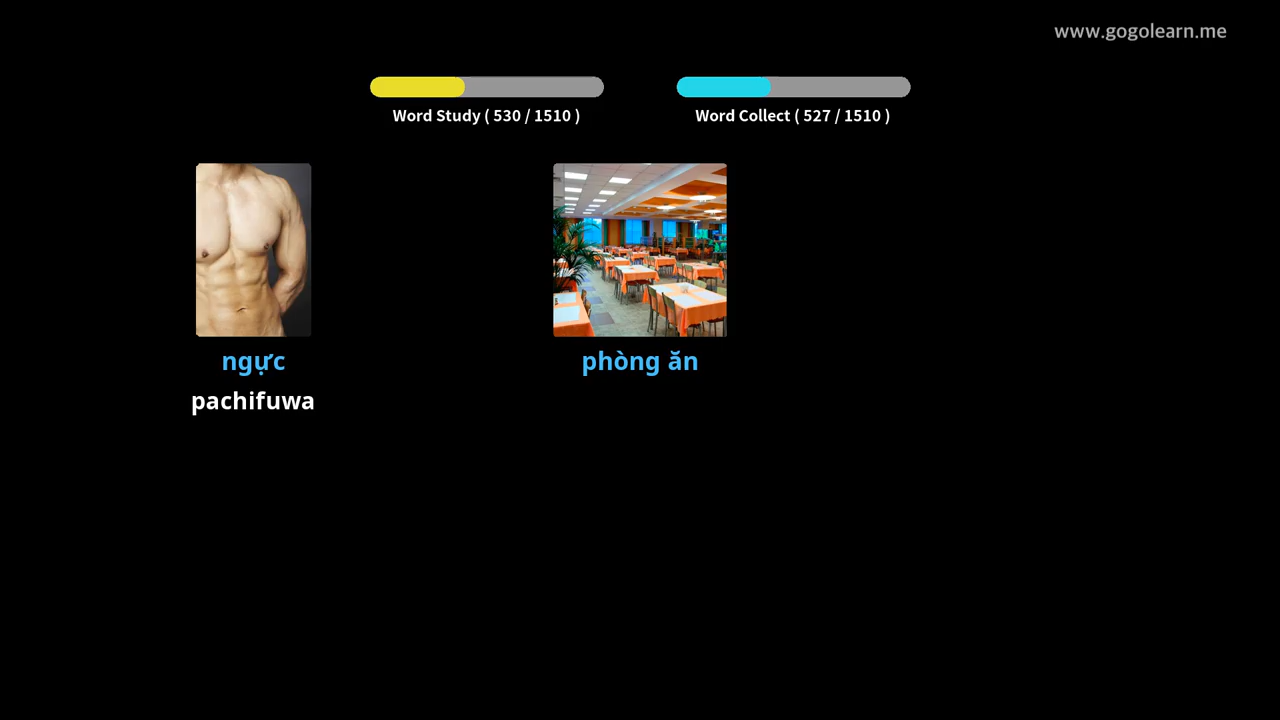 www.gogolearn.me
Word Study ( 530 / 1510 )
Word Collect ( 527 / 1510 )
ngực
phòng ăn
pachifuwa